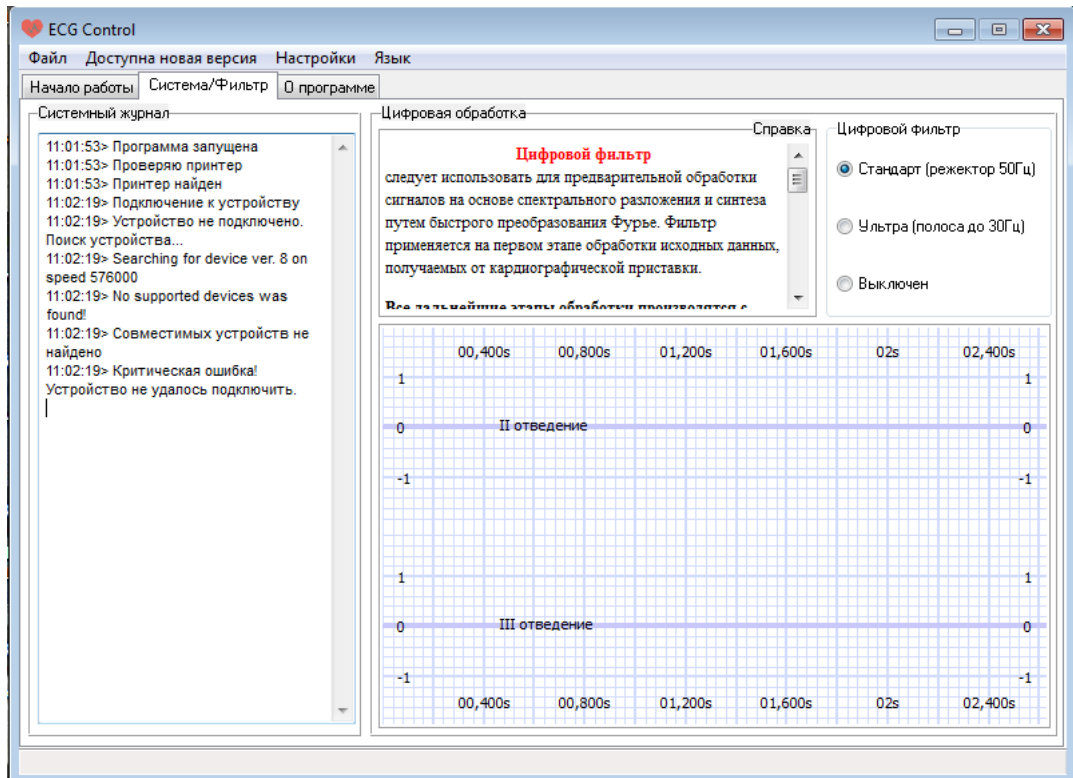 ECG Control
Файл Доступна новая версия Настройки Язык
Начало работы Система/Фильтр О программе
Системный журнал
11:01:53> Программа запущена
11:01:53> Проверяю принтер
11:01:53> Принтер найден
11:02:19> Подключение к устройству
11:02:19> Устройство не подключено.
Поиск устройства...
11:02:19> Searching for device ver. 8 on
speed 576000
11:02:19> No supported devices was
found!
11:02:19> Совместимых устройств не
найдено
11:02:19> Критическая ошибка!
Устройство не удалось подключить.
Цифровая обработка
Справка
Цифровой фильтр
следует использовать для предварительной обработки
сигналов на основе спектрального разложения и синтеза
путем быстрого преобразования Фурье. Фильтр
применяется на первом этапе обработки исходных данных,
получаемых от кардиографической приставки.
Все дальнейшие этапы обработки производятся с
Цифровой фильтр
Стандарт (режектор 50Гц)
Ультра (полоса до 30Гц)
Выключен
00,400s 00,800s 01,200s 01,600s 02s 02,400s
1 1
0 II отведение 0
-1 -1
1 1
0 III отведение 0
-1 -1
00,400s 00,800s 01,200s 01,600s 02s 02,400s